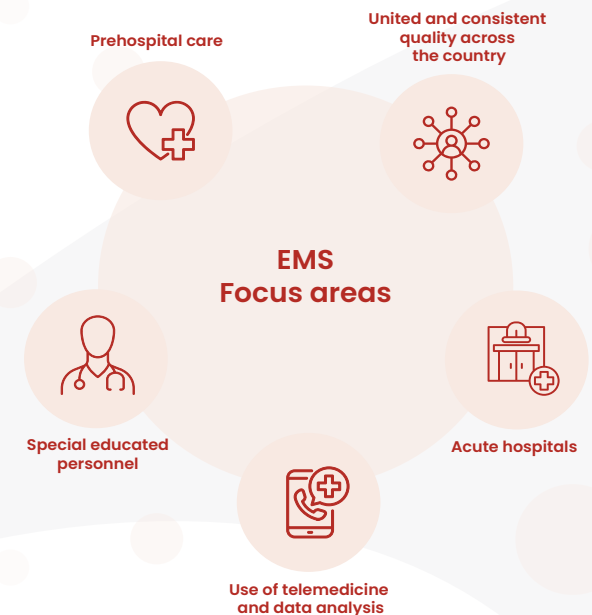 Prehospital care
United and consistent
quality across
the country
EMS
Focus areas
Special educated
personnel
Acute hospitals
Use of telemedicine
and data analysis